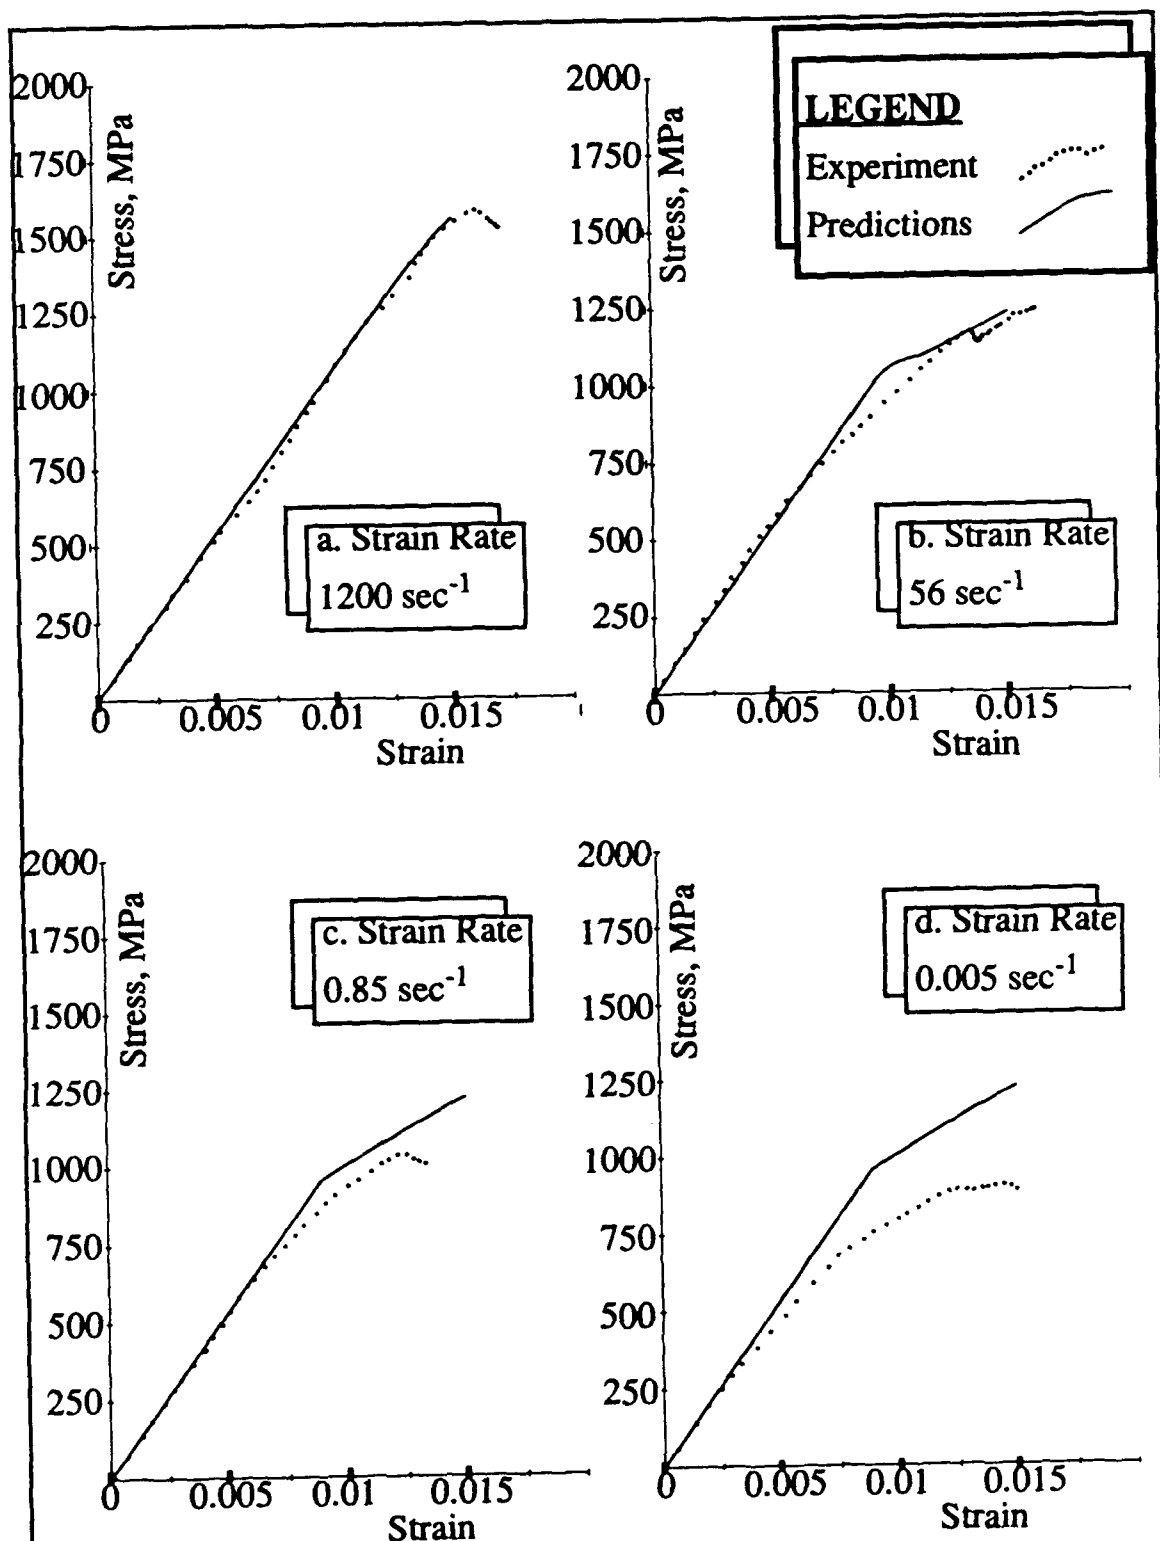 2000
1750
1500
1250
1000
750
500
250
0
0.005
0.01
0.015
Stress, MPa
Strain
a. Strain Rate
1200 sec-1
2000
1750
1500
1250
1000
750
500
250
0
0.005
0.01
0.015
Stress, MPa
Strain
LEGEND
Experiment
Predictions
b. Strain Rate
56 sec-1
2000
1750
1500
1250
1000
750
500
250
0
0.005
0.01
0.015
Stress, MPa
Strain
c. Strain Rate
0.85 sec-1
2000
1750
1500
1250
1000
750
500
250
0
0.005
0.01
0.015
Stress, MPa
Strain
d. Strain Rate
0.005 sec-1